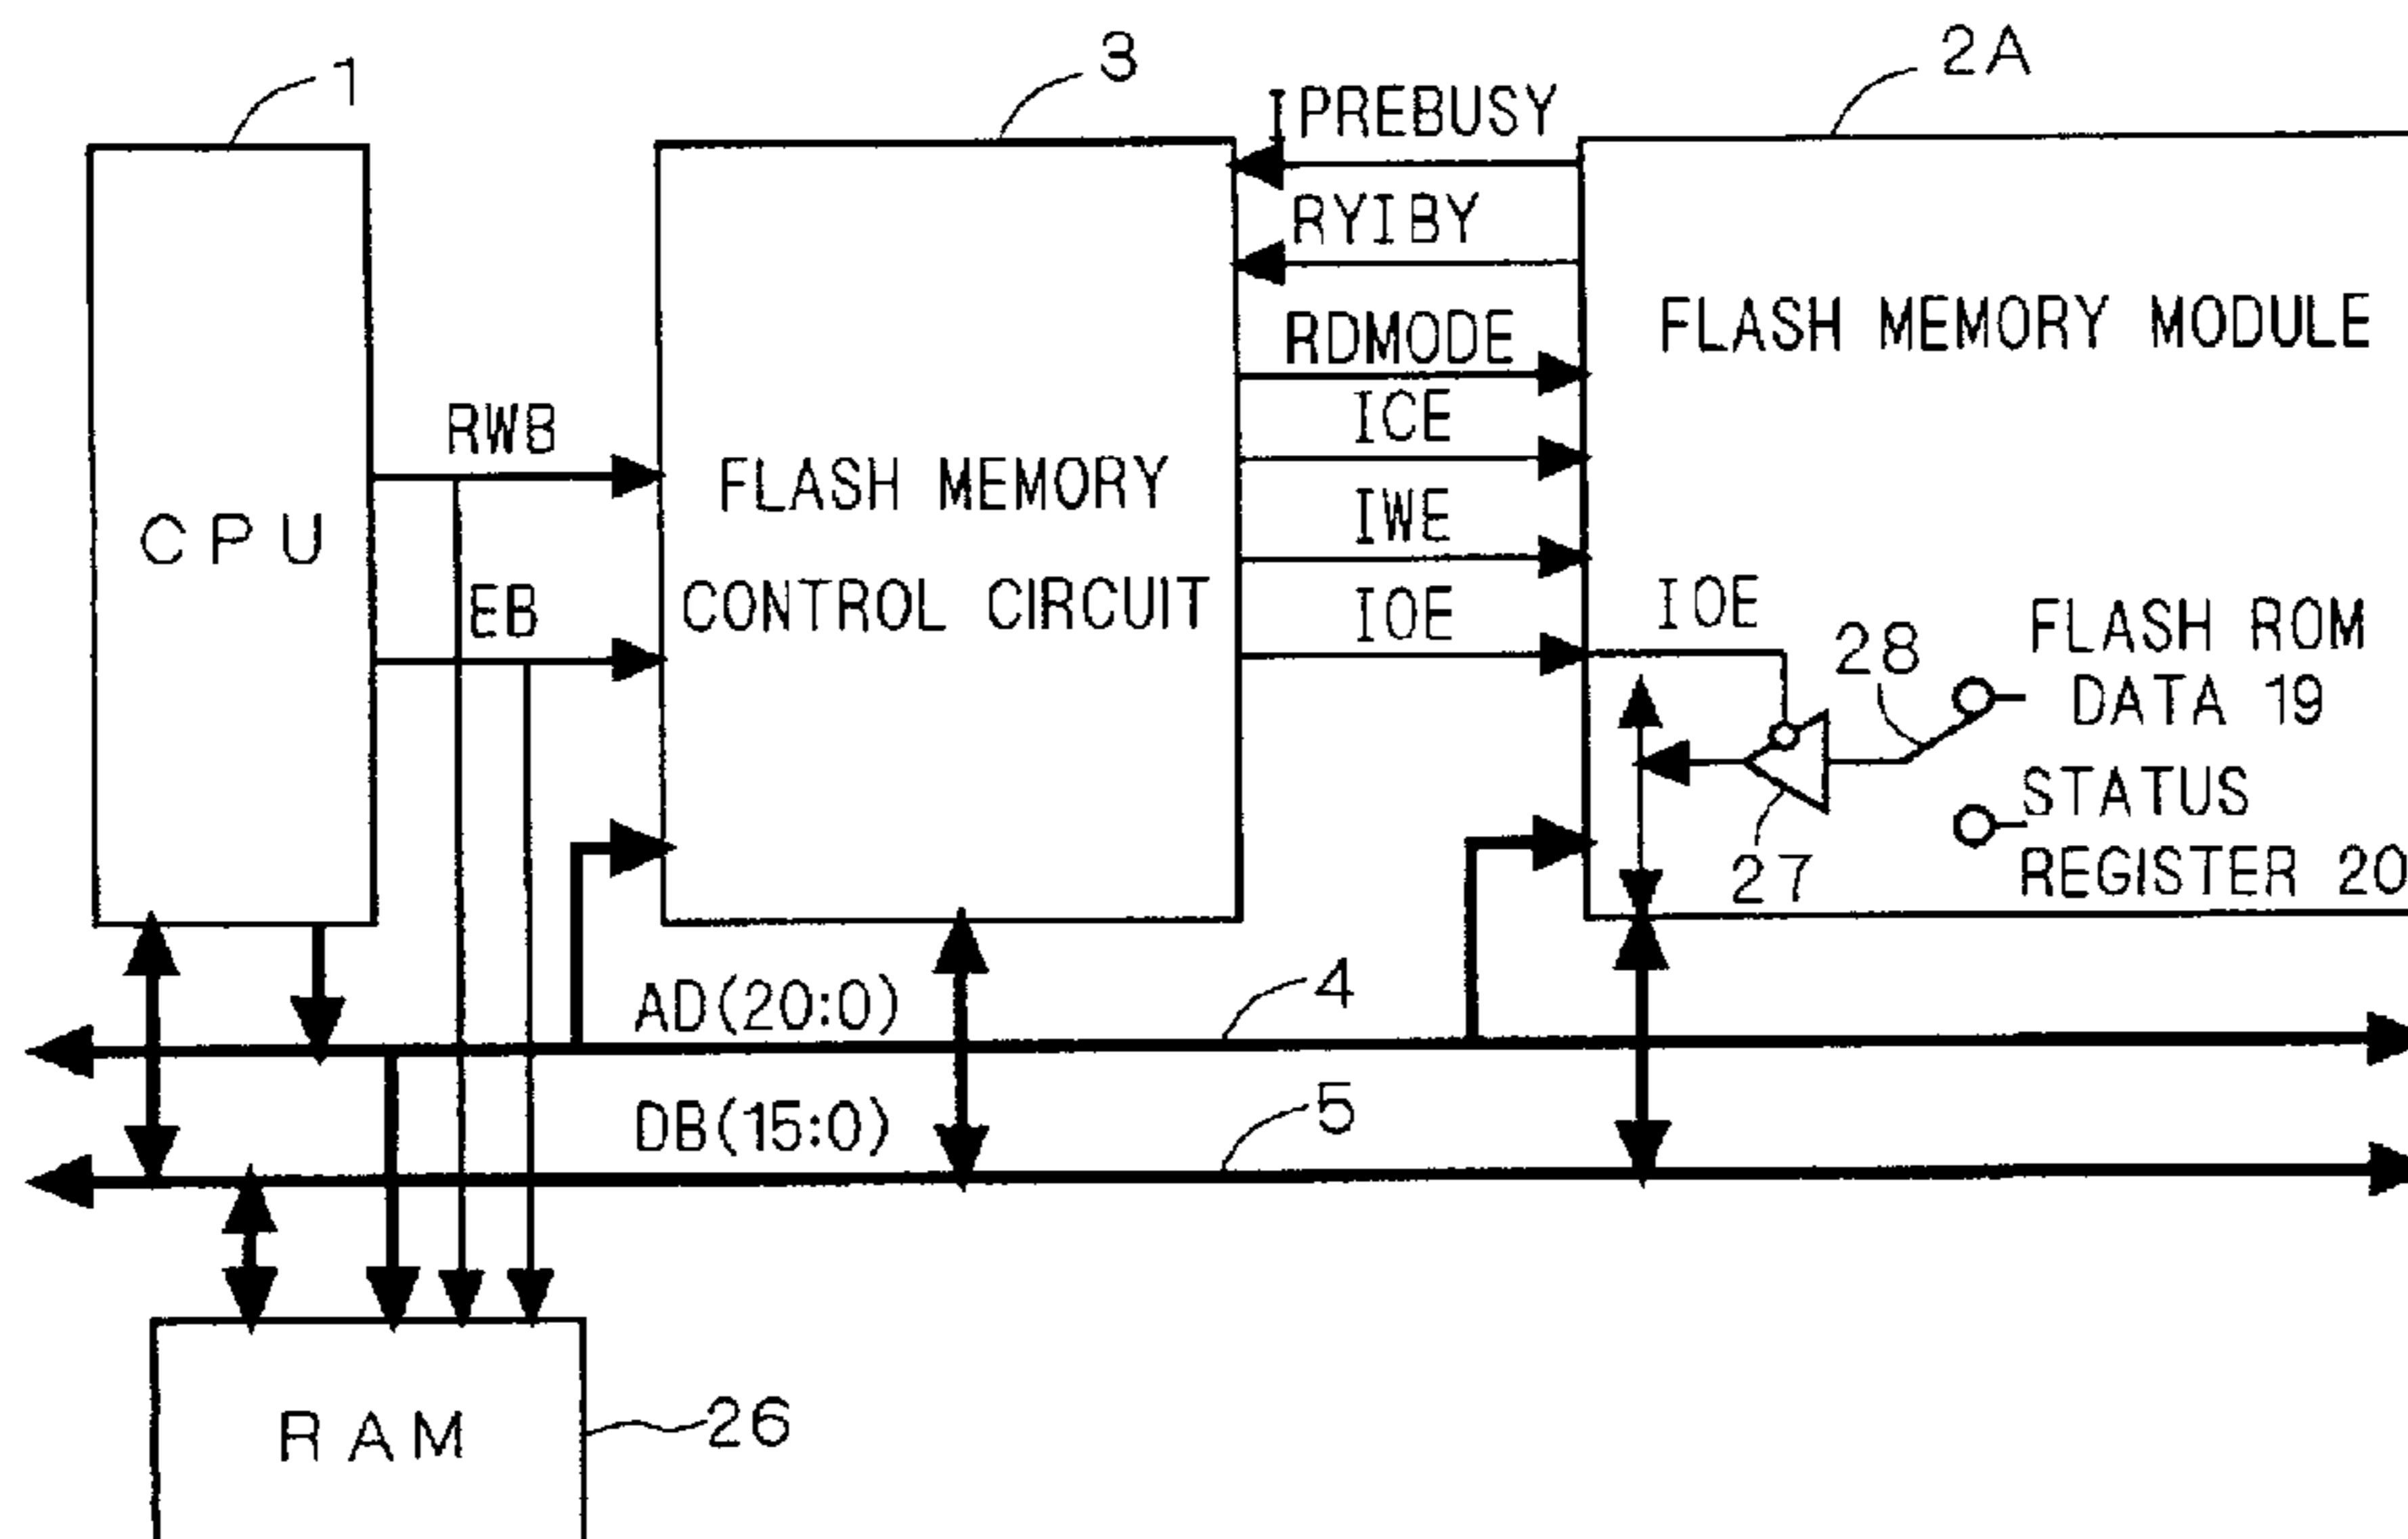 1
3
2A
IPREBUSY
RYIBY
RDMODE
ICE
IWE
IOE
FLASH MEMORY MODULE
RWB
EB
CPU
FLASH MEMORY
CONTROL CIRCUIT
IOE
28
FLASH ROM
DATA 19
STATUS
REGISTER 20
27
AD(20:0)
4
DB(15:0)
5
RAM
26